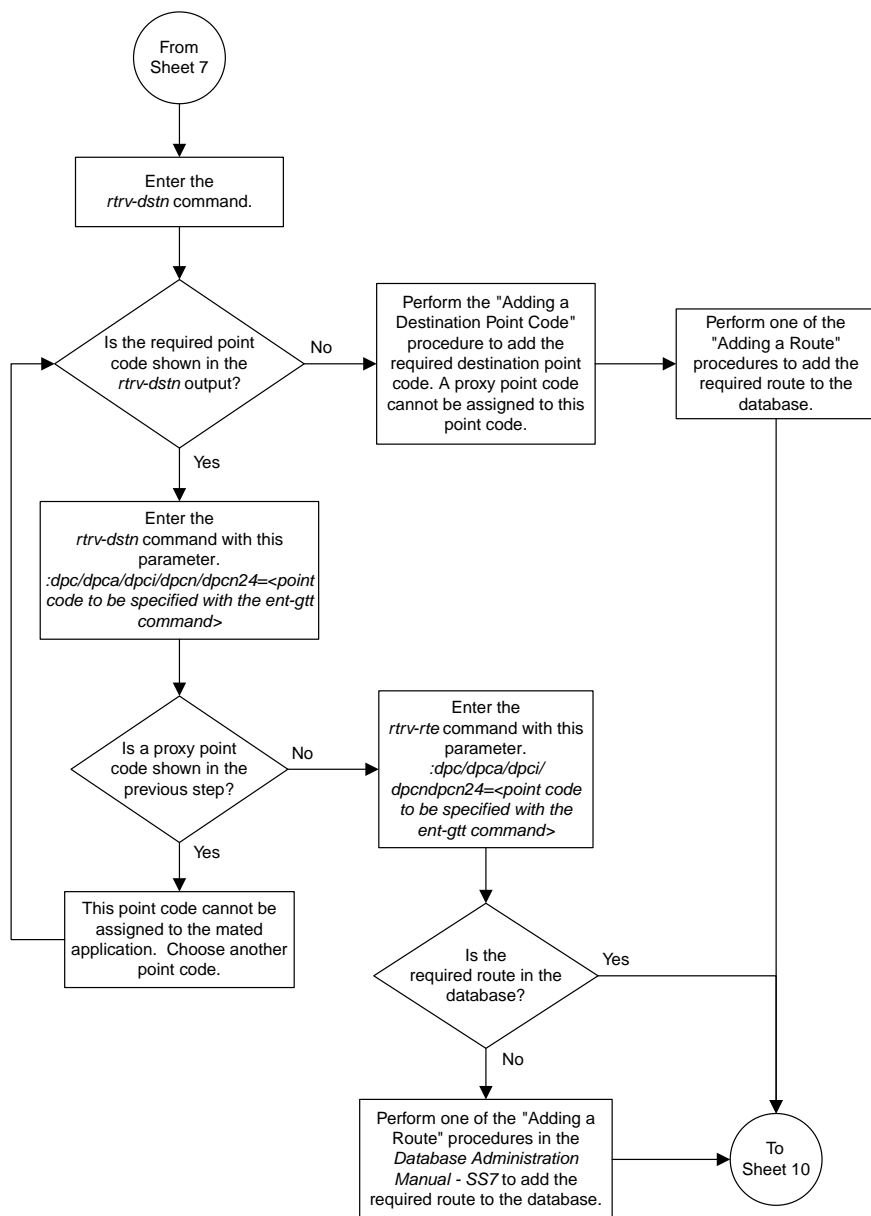 From
Sheet 7
Enter the
rtrv-dstn command.
Is the required point
code shown in the
rtrv-dstn output?
No
Perform the "Adding a
Destination Point Code"
procedure to add the
required destination point
code. A proxy point code
cannot be assigned to this
point code.
Perform one of the
"Adding a Route"
procedures to add the
required route to the
database.
Yes
Enter the
rtrv-dstn command with this
parameter.
:dpc/dpca/dpci/dpcn/dpcn24=<point
code to be specified with the ent-gtt
command>
Is a proxy point
code shown in the
previous step?
No
Enter the
rtrv-rte command with this
parameter.
:dpc/dpca/dpci/
dpcndpcn24=<point code
to be specified with the
ent-gtt command>
Yes
This point code cannot be
assigned to the mated
application. Choose another
point code.
Is the
required route in the
database?
Yes
No
Perform one of the "Adding a
Route" procedures in the
Database Administration
Manual - SS7 to add the
required route to the database.
To
Sheet 10